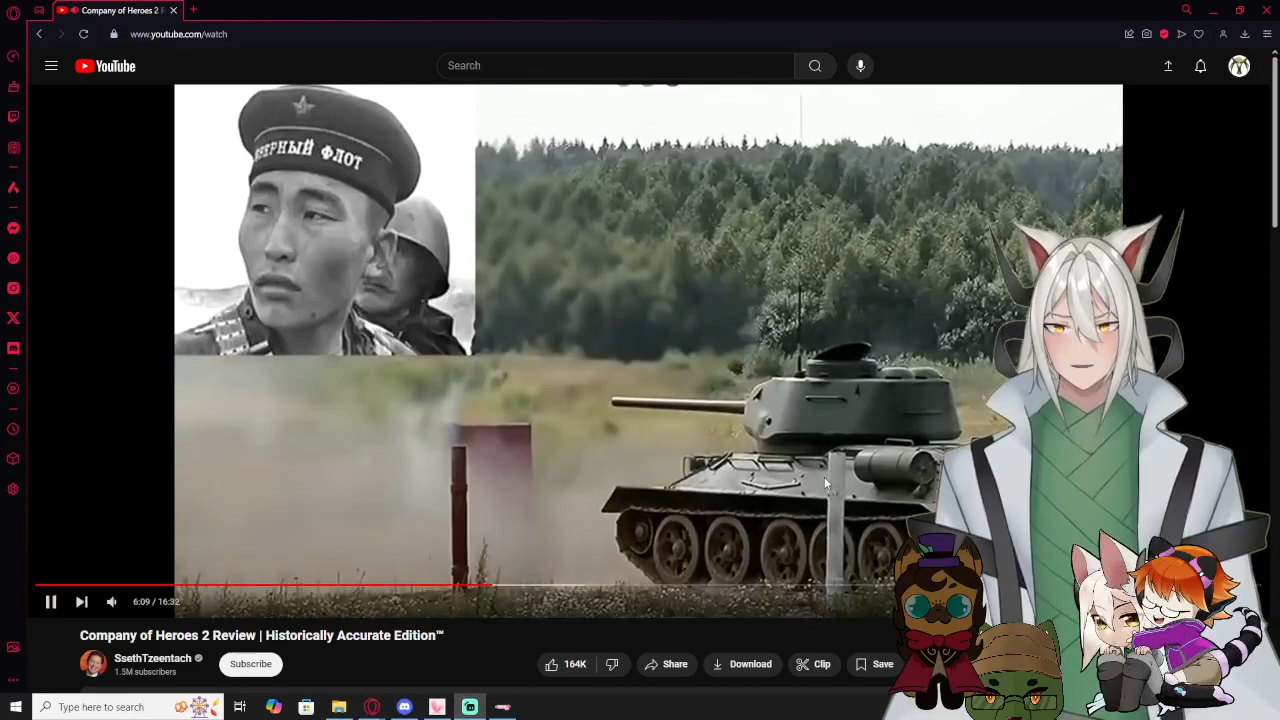 Company of Heroes 2 F
www.youtube.com/watch
YouTube
Search
ЕРНЫЙ ФЛОТ
6:09 / 16:32
Company of Heroes 2 Review | Historically Accurate Edition™
SsethTzeentach
1.5M subscribers
Subscribe
164K
Share
Download
Clip
Save
Type here to search